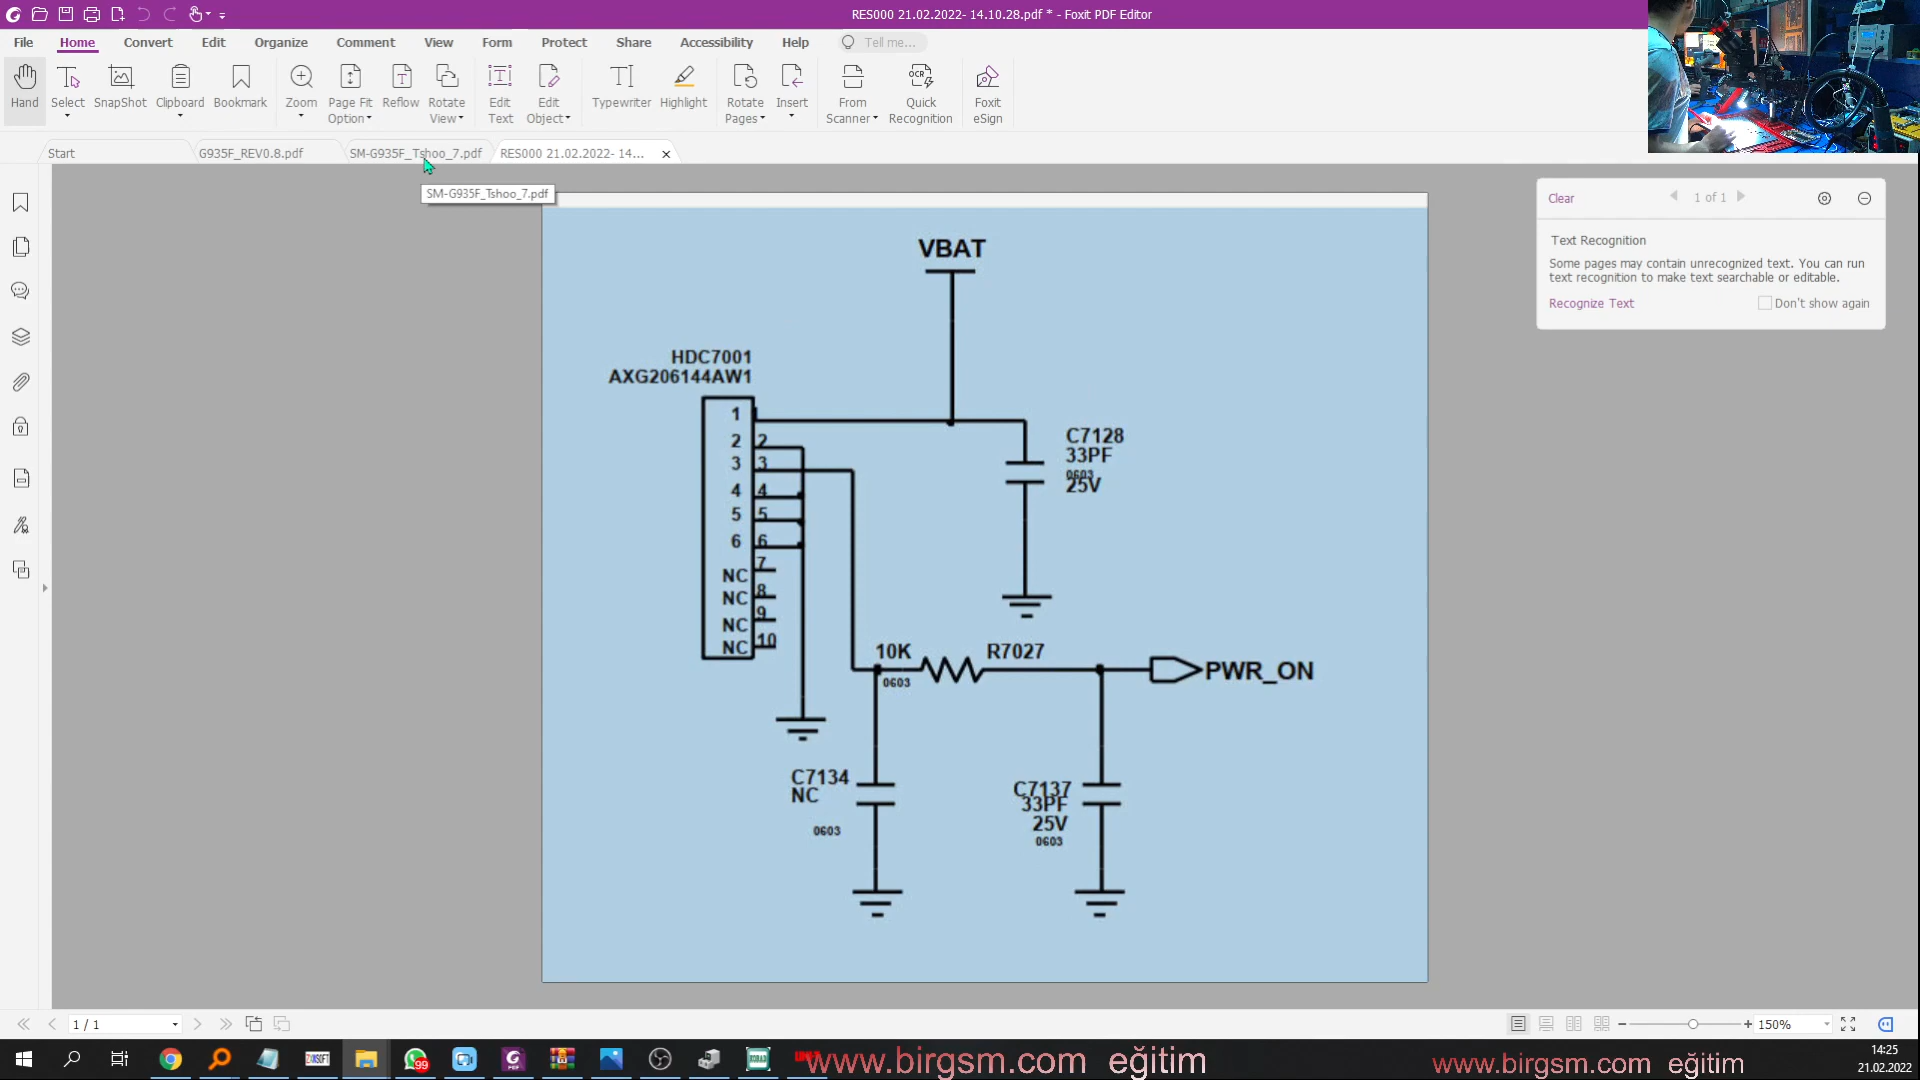 RES000 21.02.2022- 14.10.28.pdf * - Foxit PDF Editor
File Home Convert Edit Organize Comment View Form Protect Share Accessibility Help Tell me...
Hand Select SnapShot Clipboard Bookmark Zoom Page Fit Option Reflow Rotate View Edit Text Edit Object Typewriter Highlight Rotate Pages Insert From Scanner OCR Quick Recognition Foxit eSign
Start G935F_REV0.8.pdf SM-G935F_Tshoo_7.pdf RES000 21.02.2022- 14...
SM-G935F_Tshoo_7.pdf
Clear 1 of 1
Text Recognition
Some pages may contain unrecognized text. You can run
text recognition to make text searchable or editable.
Recognize Text Don't show again
VBAT
HDC7001
AXG206144AW1
1
2 2
3 3
4 4
5 5
6 6
NC 7
NC 8
NC 9
NC 10
C7128
33PF
0603
25V
10K R7027
0603
PWR_ON
C7134
NC
0603
C7137
33PF
25V
0603
1 / 1
150%
99
www.birgsm.com eğitim
www.birgsm.com eğitim
14:25
21.02.2022